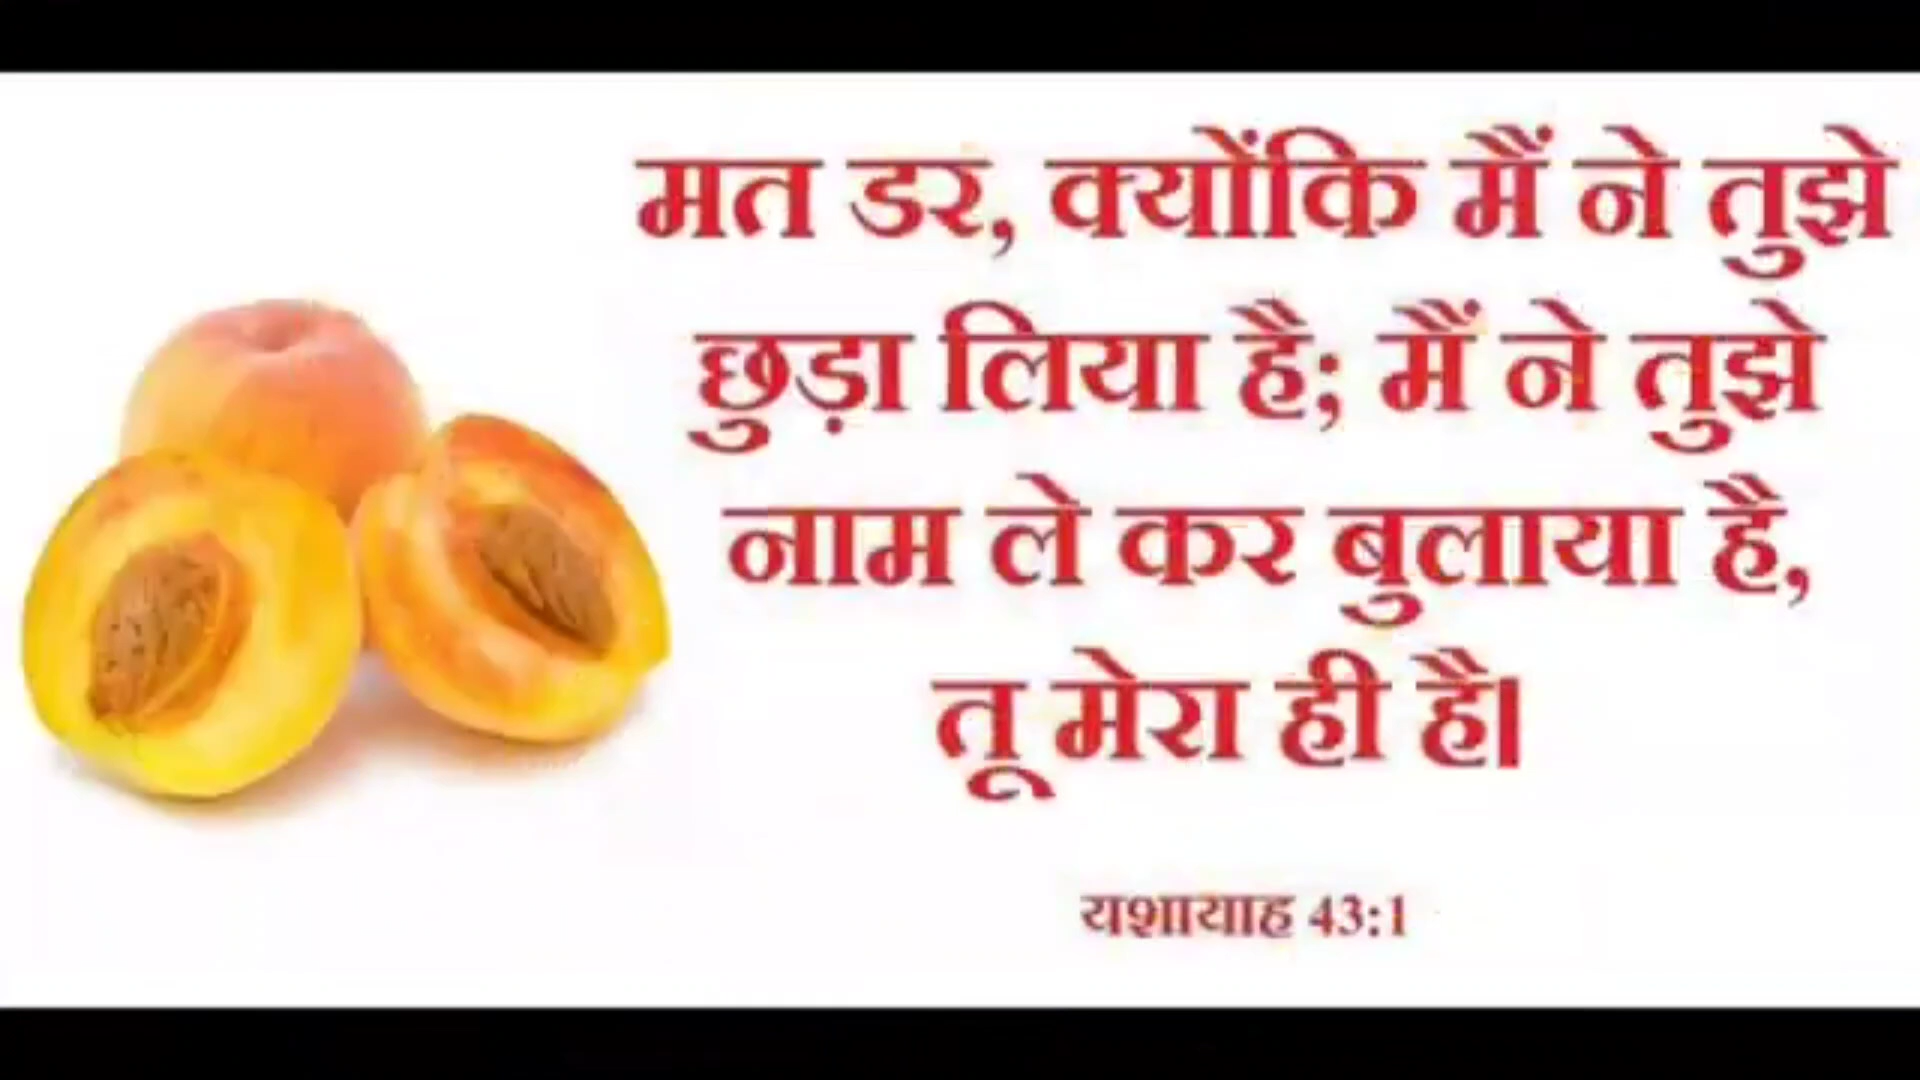 मत डर, क्योंकि मैं ने तुझे
छुड़ा लिया है; मैं ने तुझे
नाम ले कर बुलाया है,
तू मेरा ही है।
यशायाह 43:1